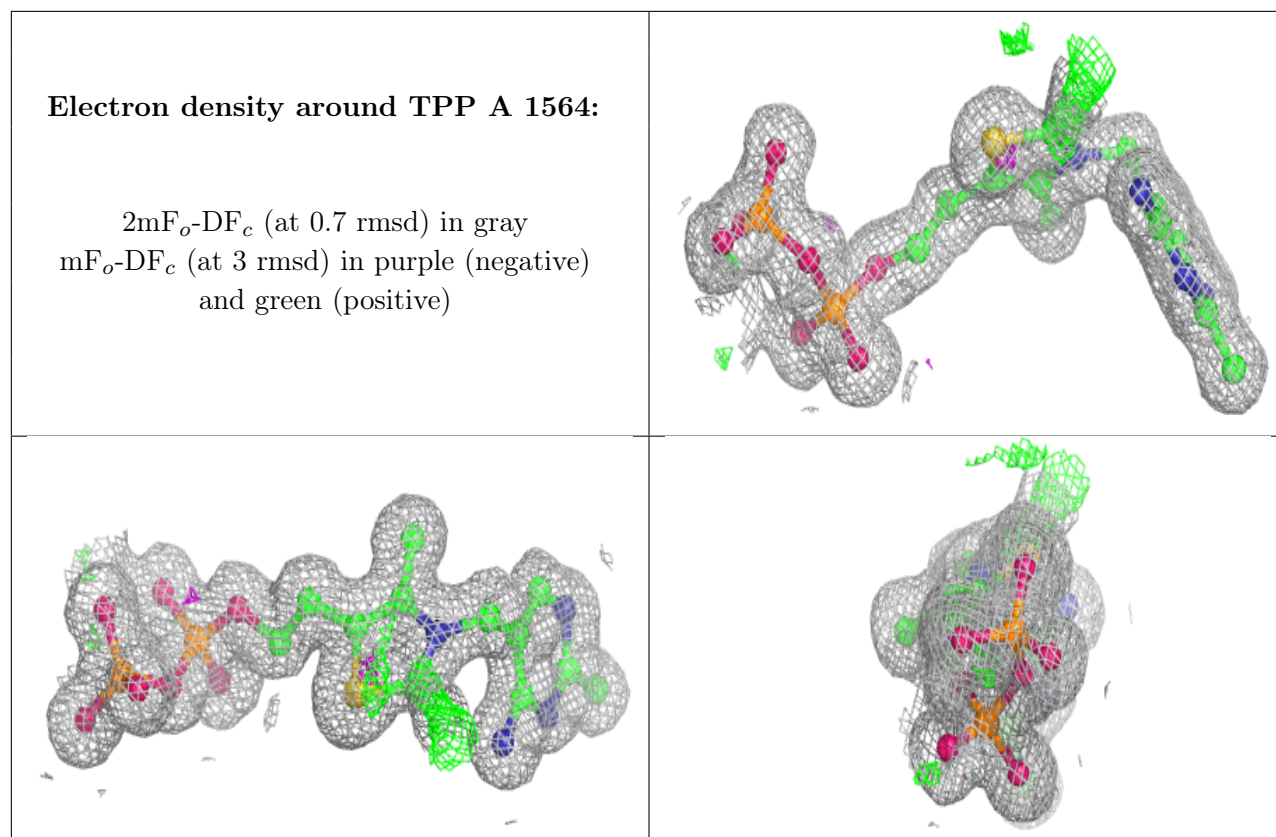 Electron density around TPP A 1564:
2mFo-DFc (at 0.7 rmsd) in gray
mFo-DFc (at 3 rmsd) in purple (negative)
and green (positive)